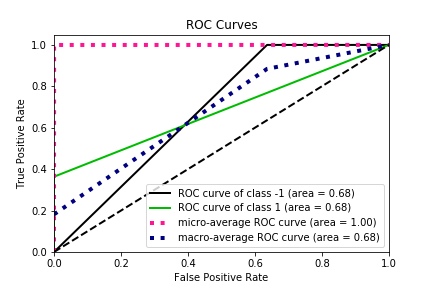 ROC Curves
True Positive Rate
1.0
0.8
0.6
0.4
0.2
0.0
ROC curve of class -1 (area = 0.68)
ROC curve of class 1 (area = 0.68)
micro-average ROC curve (area = 1.00)
macro-average ROC curve (area = 0.68)
0.0 0.2 0.4 0.6 0.8 1.0
False Positive Rate